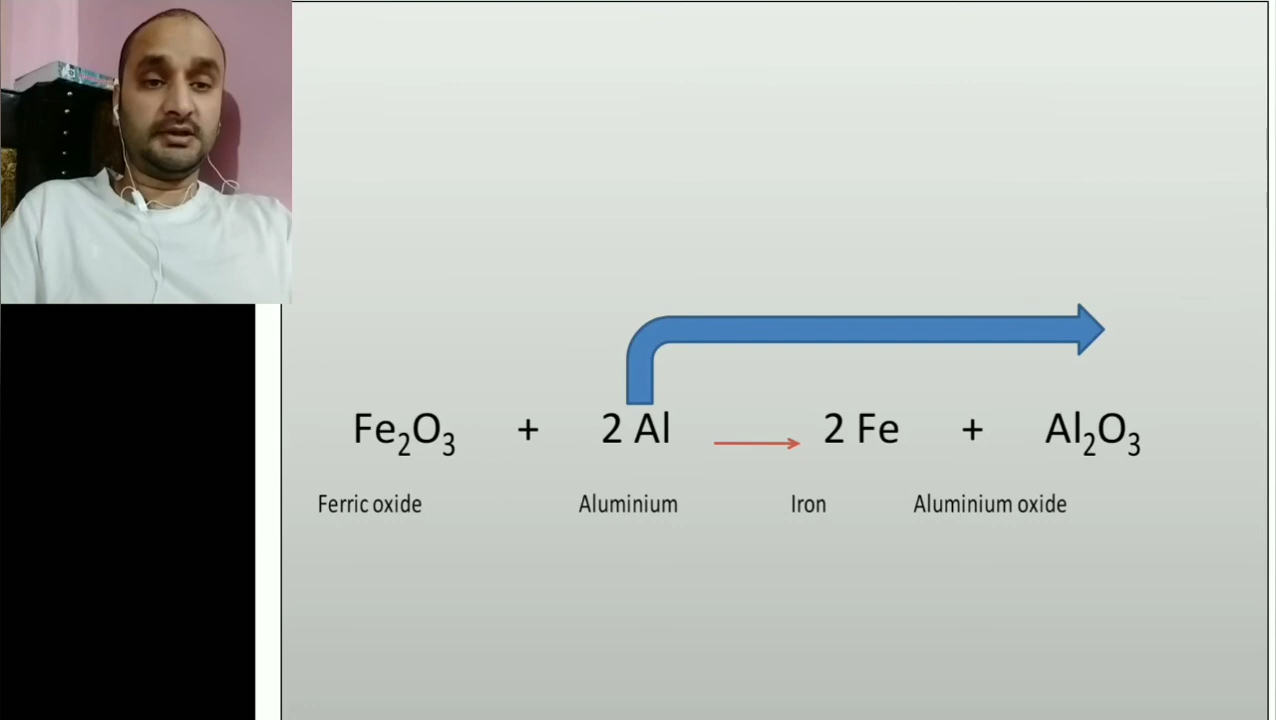 Fe₂O₃ + 2 Al → 2 Fe + Al₂O₃
Ferric oxide Aluminium Iron Aluminium oxide